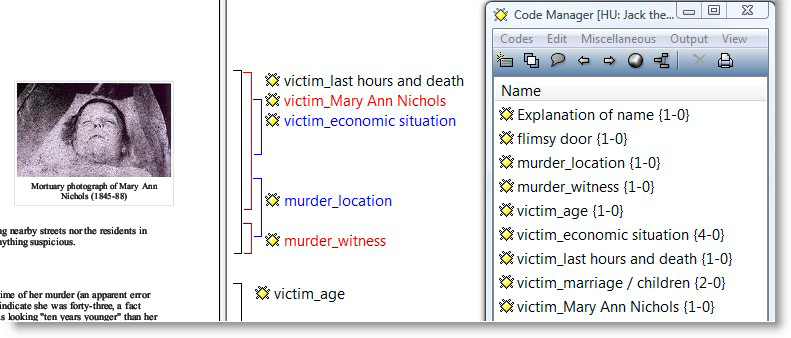 Mortuary photograph of Mary Ann
Nichols (1845-88)
nearby streets nor the residents in
anything suspicious.
ime of her murder (an apparent error
indicate she was forty-three, a fact
s looking "ten years younger" than her
victim_last hours and death
victim_Mary Ann Nichols
victim_economic situation
murder_location
murder_witness
victim_age
Code Manager [HU: Jack the...
Codes Edit Miscellaneous Output View
Name
Explanation of name {1-0}
flimsy door {1-0}
murder_location {1-0}
murder_witness {1-0}
victim_age {1-0}
victim_economic situation {4-0}
victim_last hours and death {1-0}
victim_marriage / children {2-0}
victim_Mary Ann Nichols {1-0}